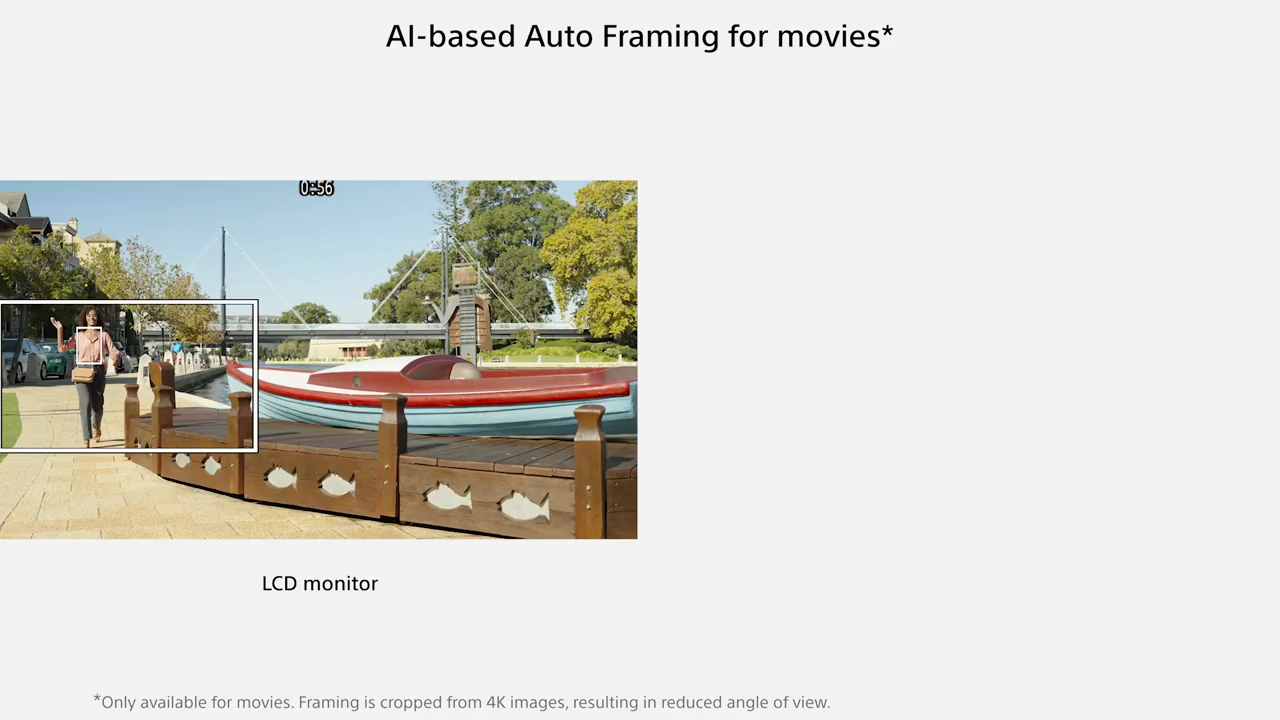 AI-based Auto Framing for movies*
0:56
LCD monitor
*Only available for movies. Framing is cropped from 4K images, resulting in reduced angle of view.